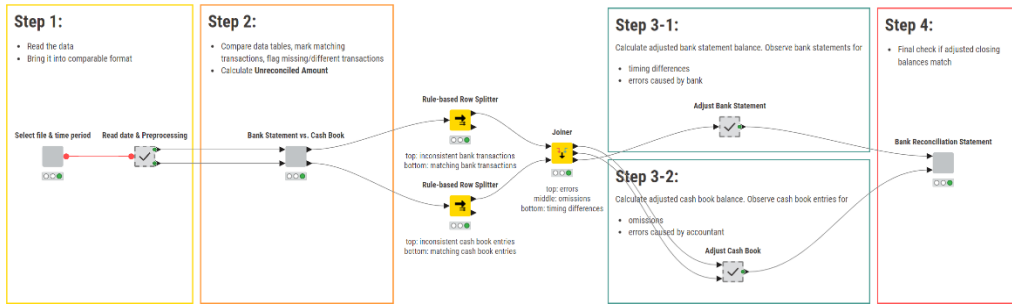 Step 1:
• Read the data
• Bring it into comparable format
Select file & time period
Read date & Preprocessing
Step 2:
• Compare data tables, mark matching
transactions, flag missing/different transactions
• Calculate Unreconciled Amount
Bank Statement vs. Cash Book
Rule-based Row Splitter
top: inconsistent bank transactions
bottom: matching bank transactions
Rule-based Row Splitter
top: inconsistent cash book entries
bottom: matching cash book entries
Joiner
top: errors
middle: omissions
bottom: timing differences
Step 3-1:
Calculate adjusted bank statement balance. Observe bank statements for
• timing differences
• errors caused by bank
Adjust Bank Statement
Step 3-2:
Calculate adjusted cash book balance. Observe cash book entries for
• omissions
• errors caused by accountant
Adjust Cash Book
Step 4:
• Final check if adjusted closing
balances match
Bank Reconciliation Statement